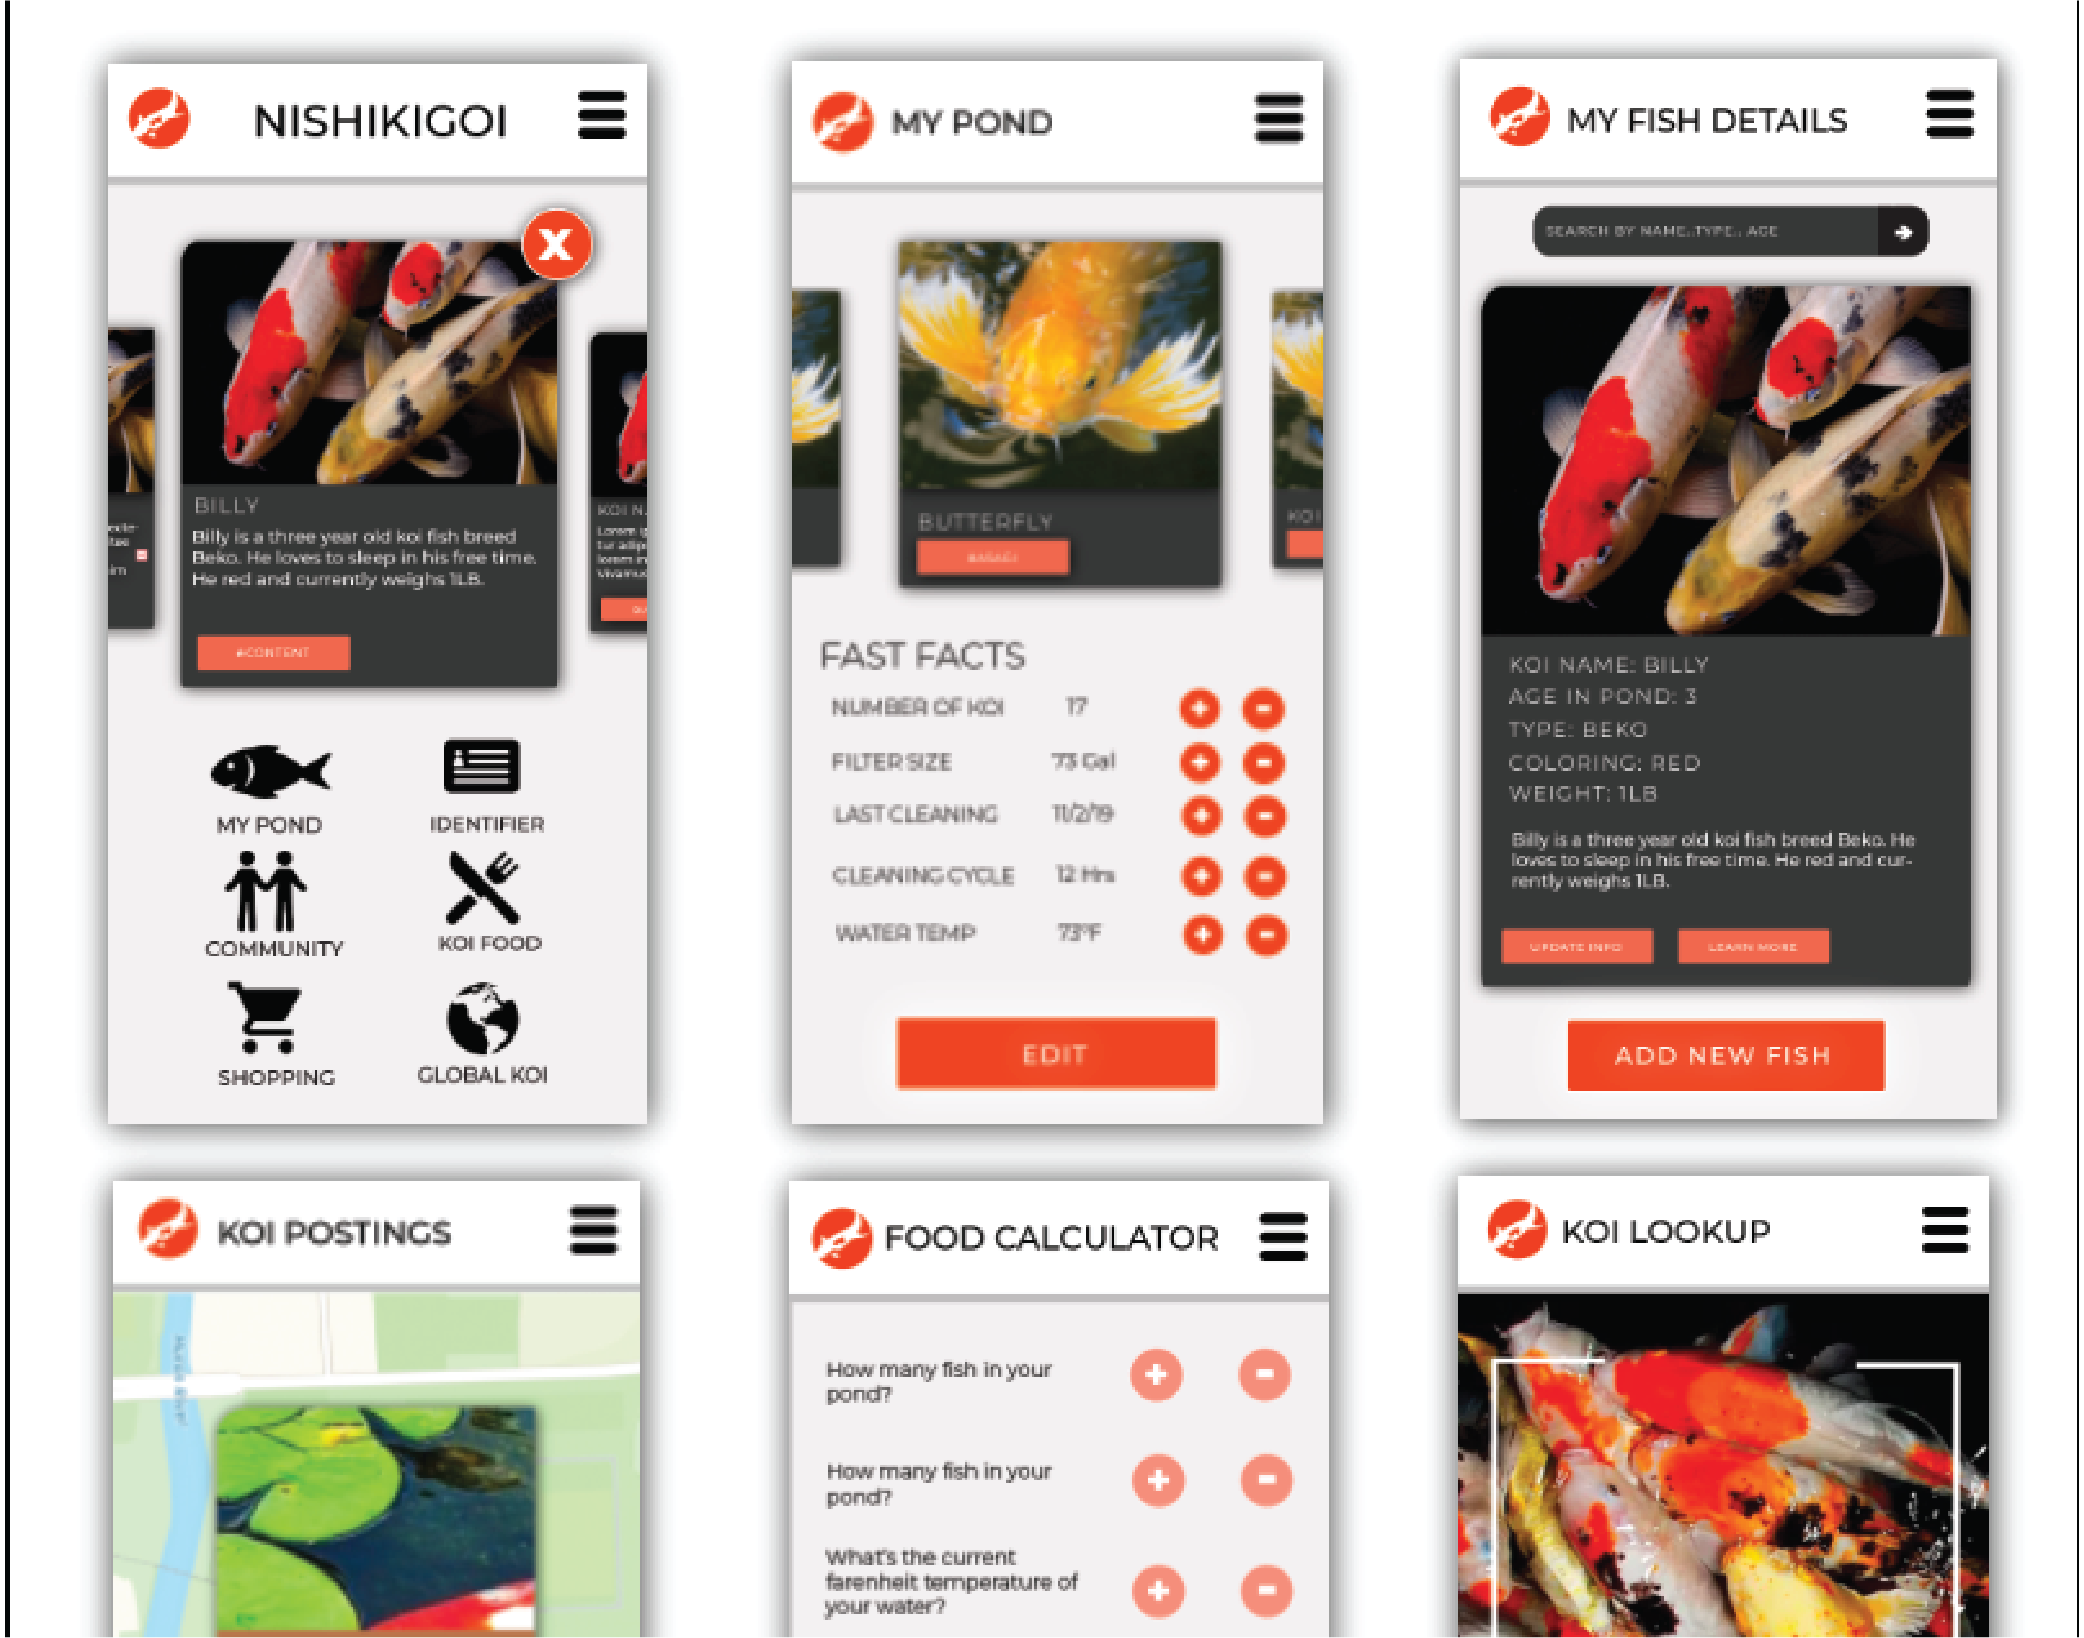 NISHIKIGOI
BILLY
Billy is a three year old koi fish breed
Beko. He loves to sleep in his free time.
He red and currently weighs 1LB.
#CONTENT
KOI N
Lorem
MY POND
IDENTIFIER
COMMUNITY
KOI FOOD
SHOPPING
GLOBAL KOI
MY POND
BUTTERFLY
KOI
FAST FACTS
NUMBER OF KOI 17
FILTER SIZE 73 Gal
LAST CLEANING 11/2/19
CLEANING CYCLE 12 Hrs
WATER TEMP 73°F
EDIT
MY FISH DETAILS
SEARCH BY NAME..TYPE.. AGE
KOI NAME: BILLY
AGE IN POND: 3
TYPE: BEKO
COLORING: RED
WEIGHT: 1LB
Billy is a three year old koi fish breed Beko. He
loves to sleep in his free time. He red and cur-
rently weighs 1LB.
UPDATE INFO
LEARN MORE
ADD NEW FISH
KOI POSTINGS
FOOD CALCULATOR
How many fish in your
pond?
How many fish in your
pond?
What's the current
farenheit temperature of
your water?
KOI LOOKUP